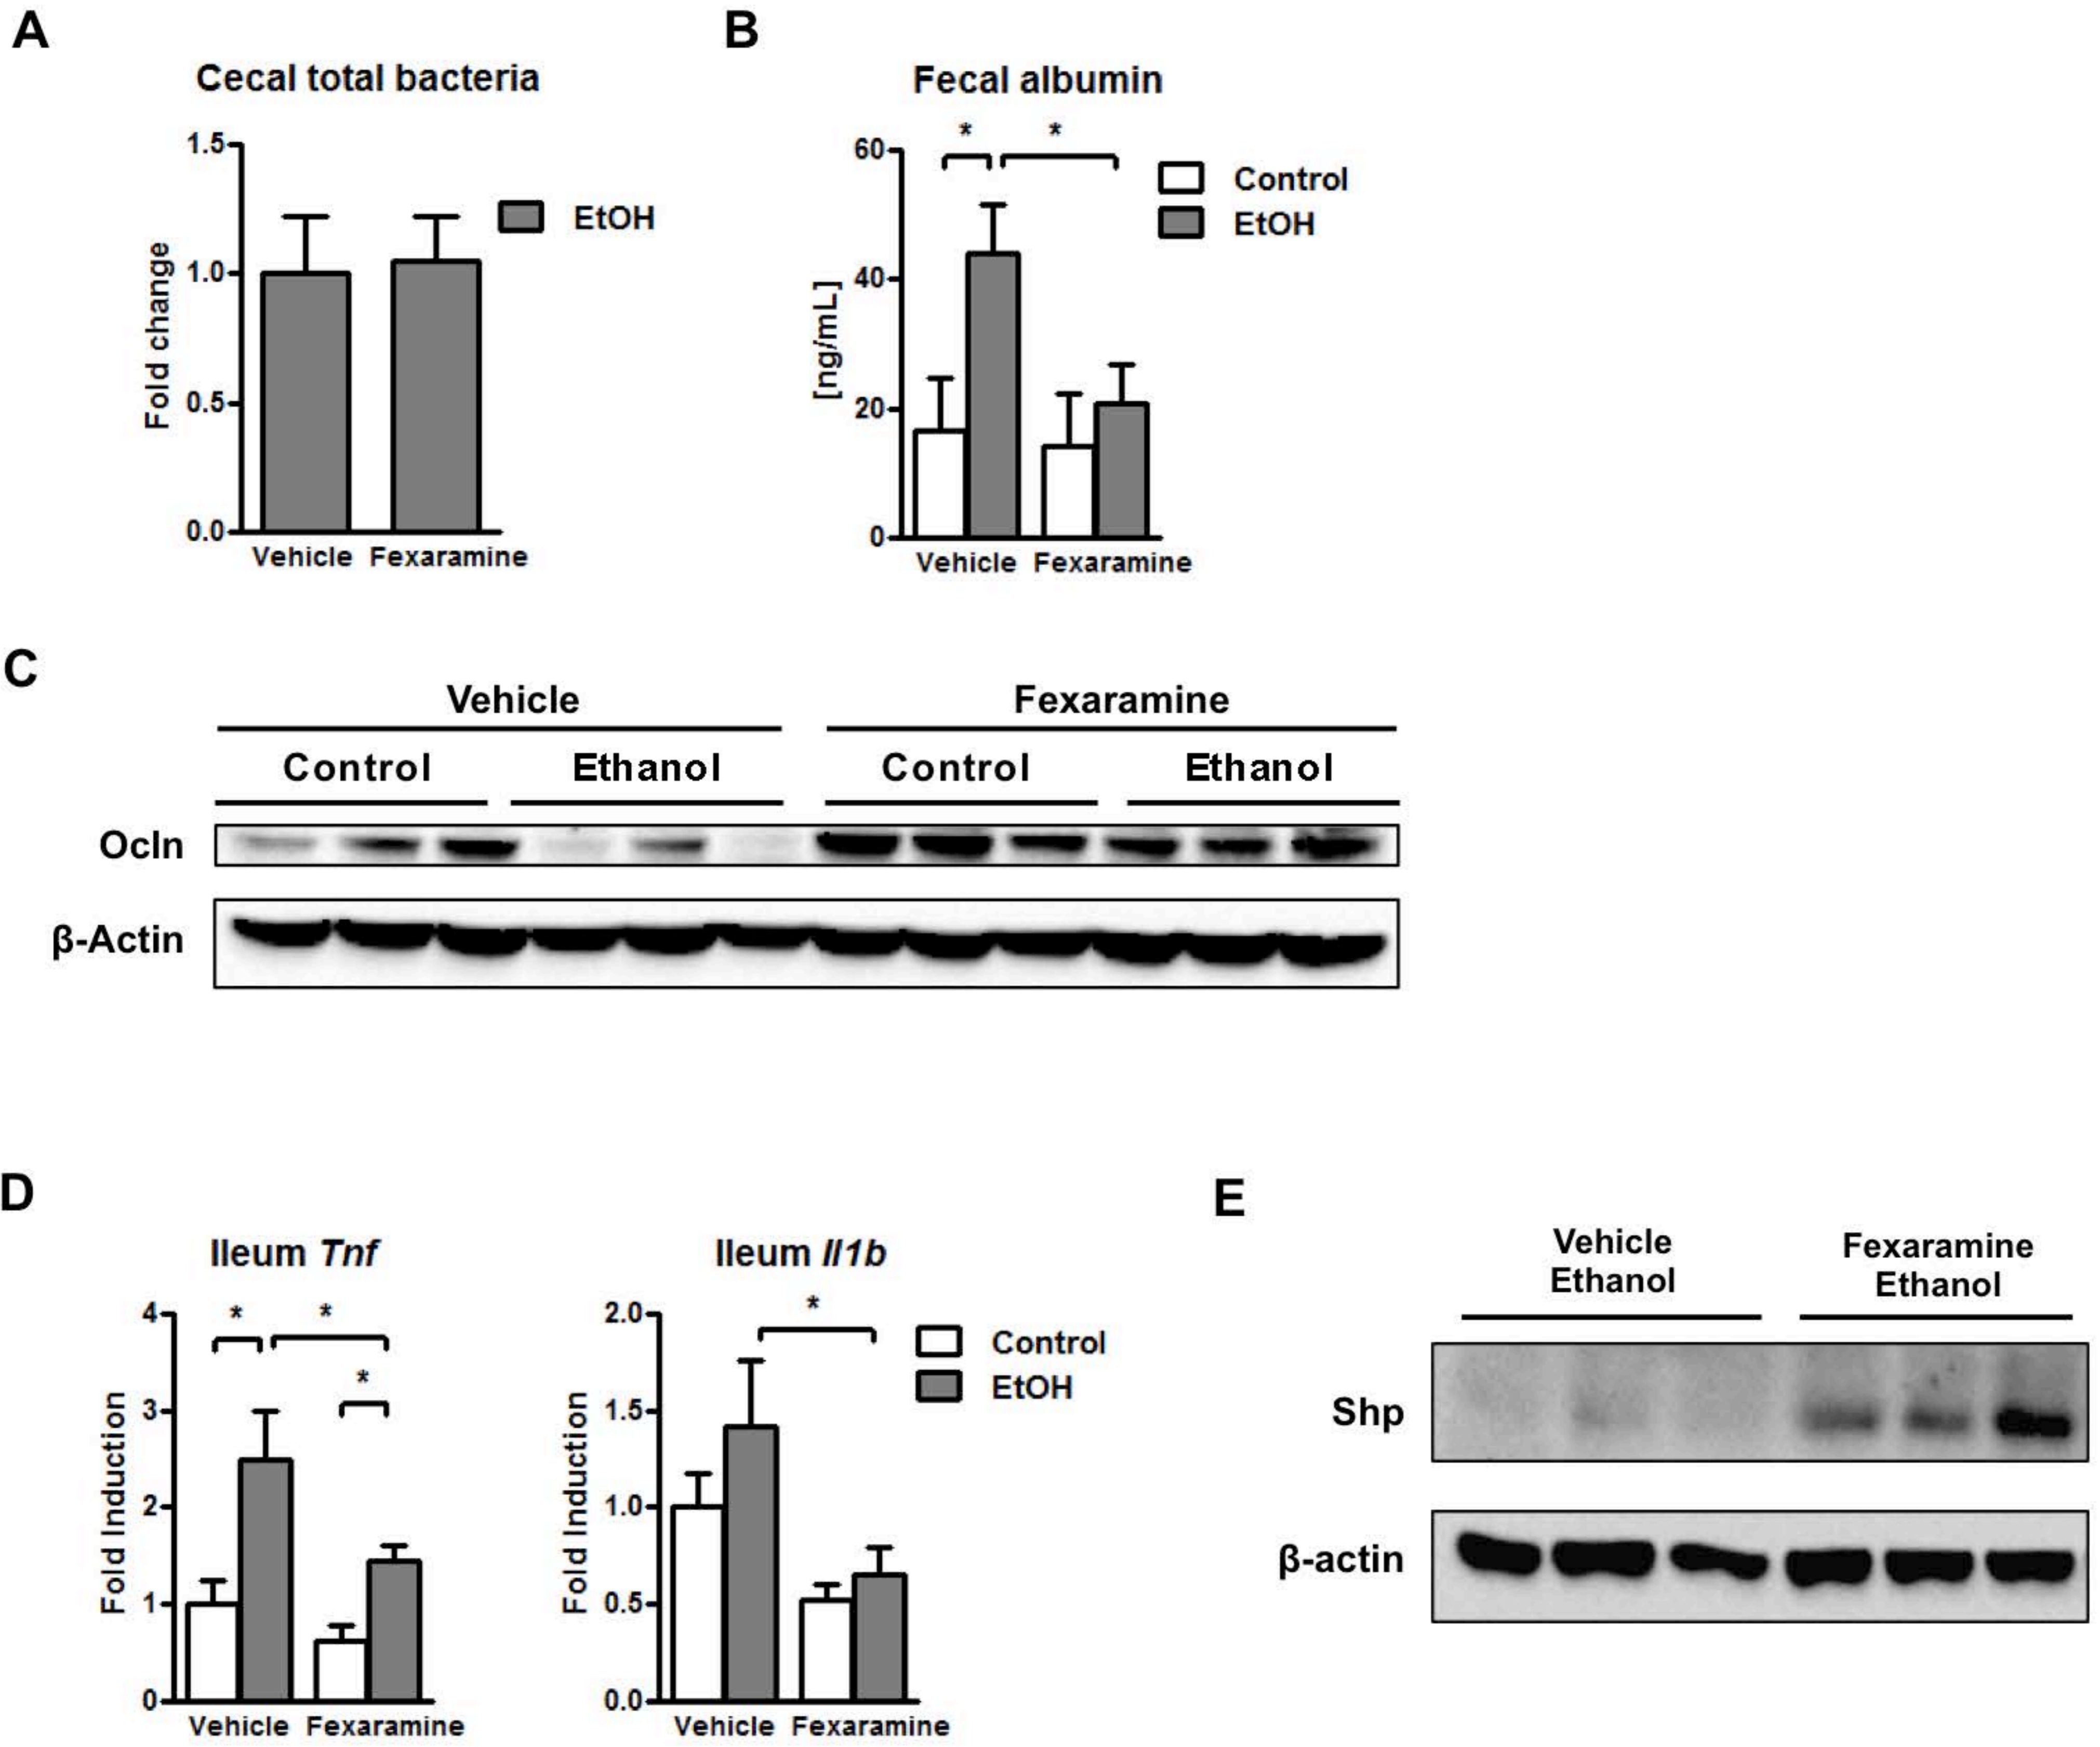 A
Cecal total bacteria
1.5
1.0
0.5
0.0
Fold change
Vehicle Fexaramine
EtOH
B
Fecal albumin
* *
60
40
20
0
[ng/mL]
Vehicle Fexaramine
Control
EtOH
C
Vehicle Fexaramine
Control Ethanol Control Ethanol
Ocln
β-Actin
D
Ileum Tnf
* *
*
4
3
2
1
0
Fold Induction
Vehicle Fexaramine
Ileum Il1b
*
2.0
1.5
1.0
0.5
0.0
Fold Induction
Vehicle Fexaramine
Control
EtOH
E
Vehicle
Ethanol
Fexaramine
Ethanol
Shp
β-actin